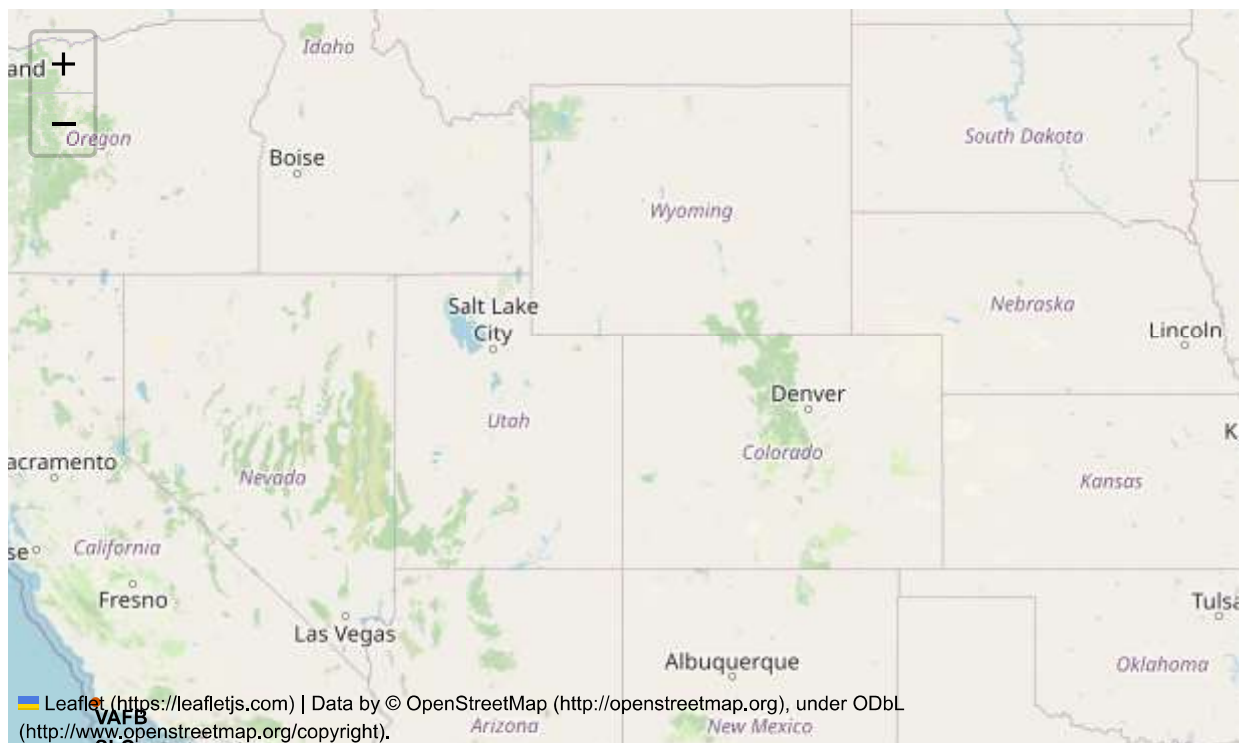 Idaho
+
and
−
Oregon
South Dakota
Boise
Wyoming
Salt Lake
City
Nebraska
Lincoln
Denver
Utah
Colorado
K
acramento
Nevada
Kansas
se
California
Fresno
Tulsa
Las Vegas
Albuquerque
Oklahoma
Leaflet (https://leafletjs.com) | Data by © OpenStreetMap (http://openstreetmap.org), under ODbL
VAFB
(http://www.openstreetmap.org/copyright).
Arizona
New Mexico